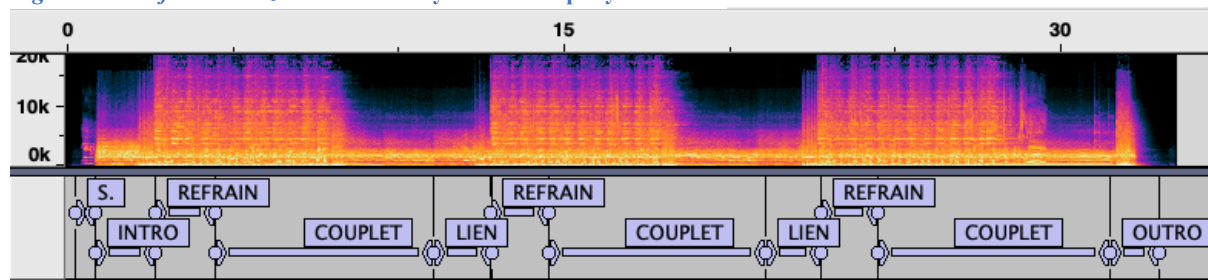 0 15 30
20K
10k
0k
S. REFRAIN REFRAIN REFRAIN
INTRO COUPLET LIEN COUPLET LIEN COUPLET OUTRO